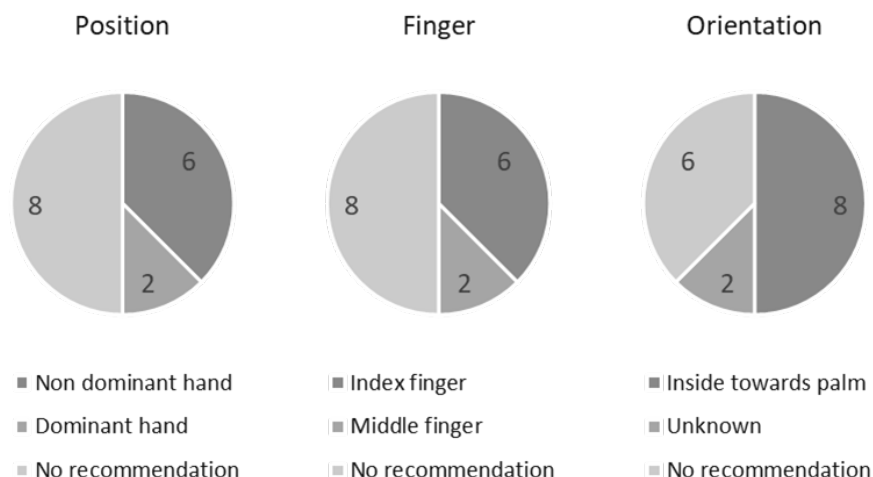 Position
Finger
Orientation
6
8
2
6
8
2
6
8
2
Non dominant hand
Dominant hand
No recommendation
Index finger
Middle finger
No recommendation
Inside towards palm
Unknown
No recommendation